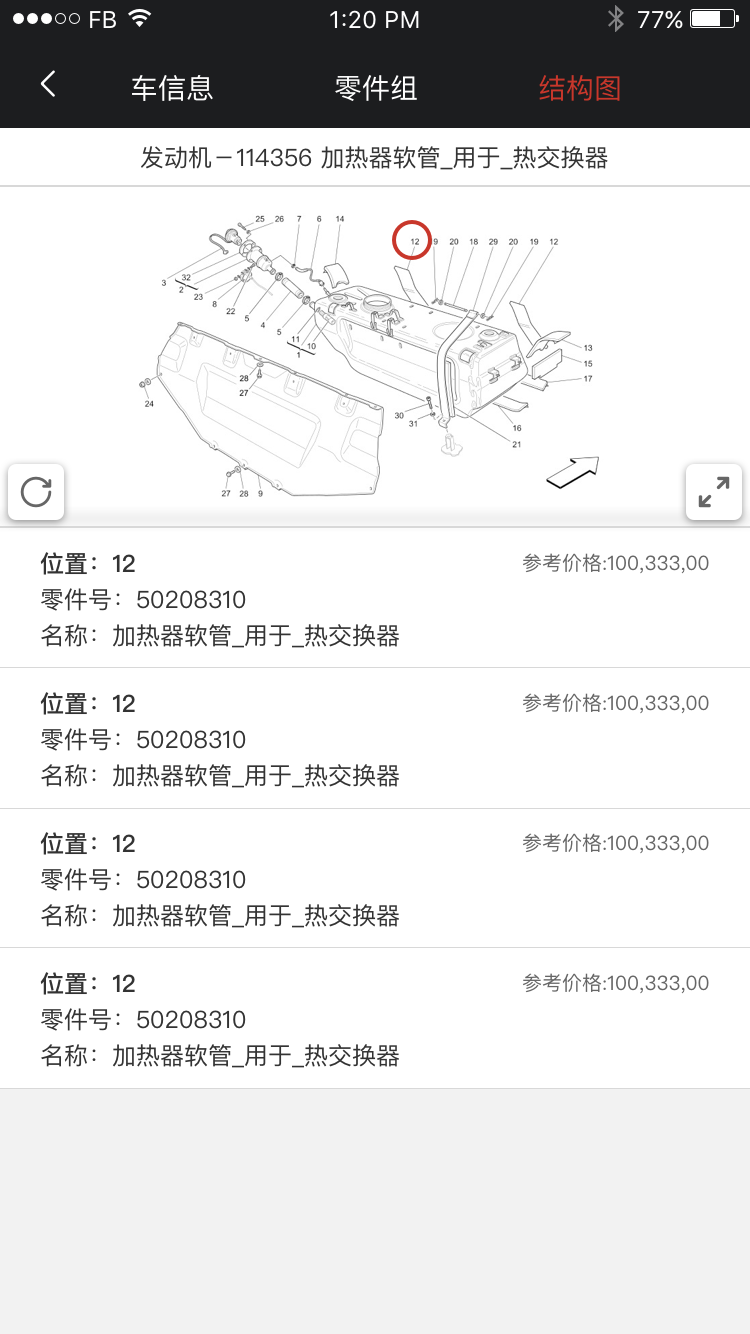 FB 1:20 PM 77%
车信息 零件组 结构图
发动机-114356 加热器软管_用于_热交换器
25 26 7 6 14
12 9 20 18 29 20 19 12
3 32
2
23
8
22
5
4
5
11
10
1
13
15
17
28
27
24
30
31
16
21
27 28 9
位置：12 参考价格:100,333,00
零件号：50208310
名称：加热器软管_用于_热交换器
位置：12 参考价格:100,333,00
零件号：50208310
名称：加热器软管_用于_热交换器
位置：12 参考价格:100,333,00
零件号：50208310
名称：加热器软管_用于_热交换器
位置：12 参考价格:100,333,00
零件号：50208310
名称：加热器软管_用于_热交换器